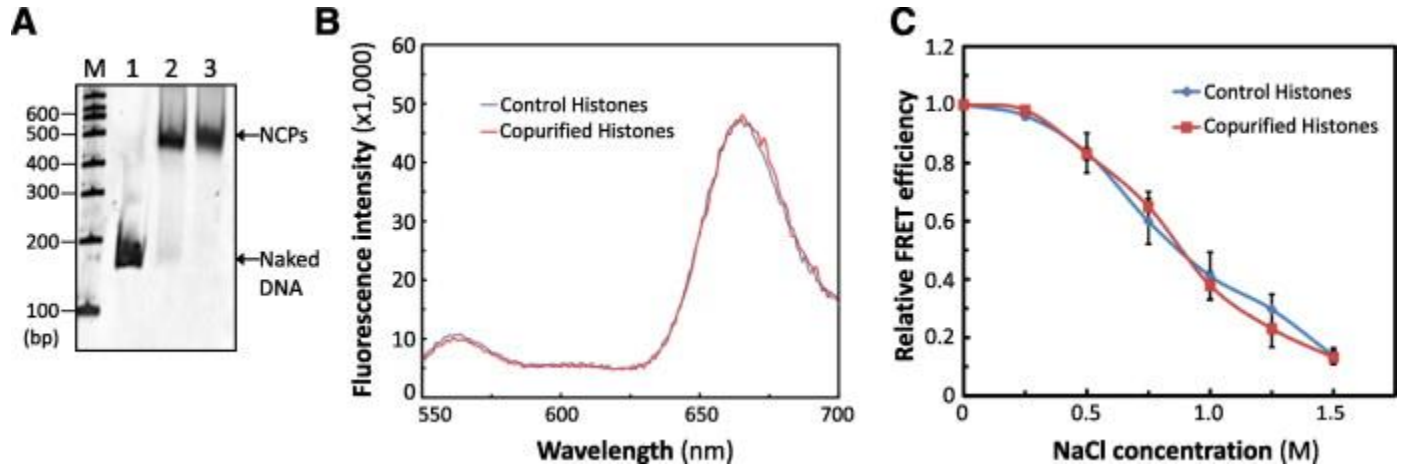 A
M 1 2 3
600
500
400
300
200
100
(bp)
NCPs
Naked
DNA
B
Fluorescence intensity (x1,000)
60
50
40
30
20
10
0
Control Histones
Copurified Histones
550 600 650 700
Wavelength (nm)
C
Relative FRET efficiency
1.2
1.0
0.8
0.6
0.4
0.2
0
Control Histones
Copurified Histones
0 0.5 1.0 1.5
NaCl concentration (M)